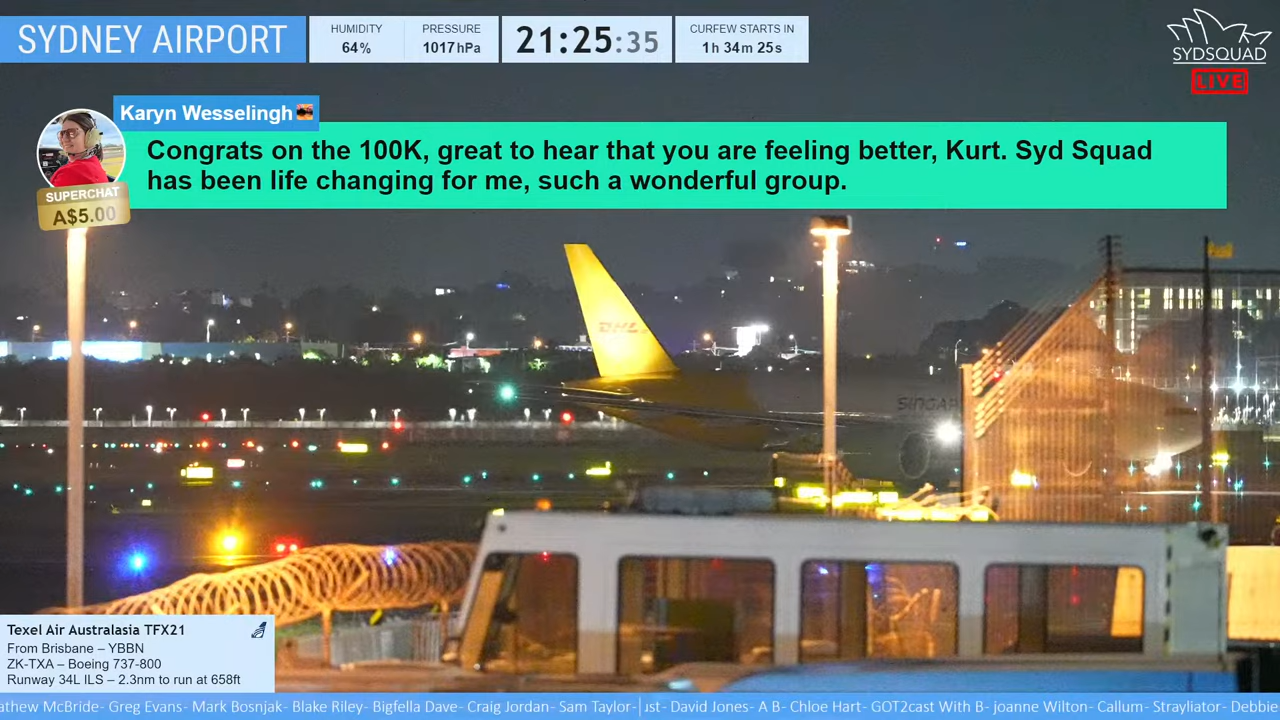 SYDNEY AIRPORT
HUMIDITY
64%
PRESSURE
1017hPa
21:25:35
CURFEW STARTS IN
1h 34m 25s
SYDSQUAD
LIVE
Karyn Wesselingh
Congrats on the 100K, great to hear that you are feeling better, Kurt. Syd Squad
has been life changing for me, such a wonderful group.
SUPERCHAT
A$5.00
DHL
SINGAP
Texel Air Australasia TFX21
From Brisbane – YBBN
ZK-TXA – Boeing 737-800
Runway 34L ILS – 2.3nm to run at 658ft
athew McBride- Greg Evans- Mark Bosnjak- Blake Riley- Bigfella Dave- Craig Jordan- Sam Taylor- ust- David Jones- A B- Chloe Hart- GOT2cast With B- joanne Wilton- Callum- Strayliator- Debbie